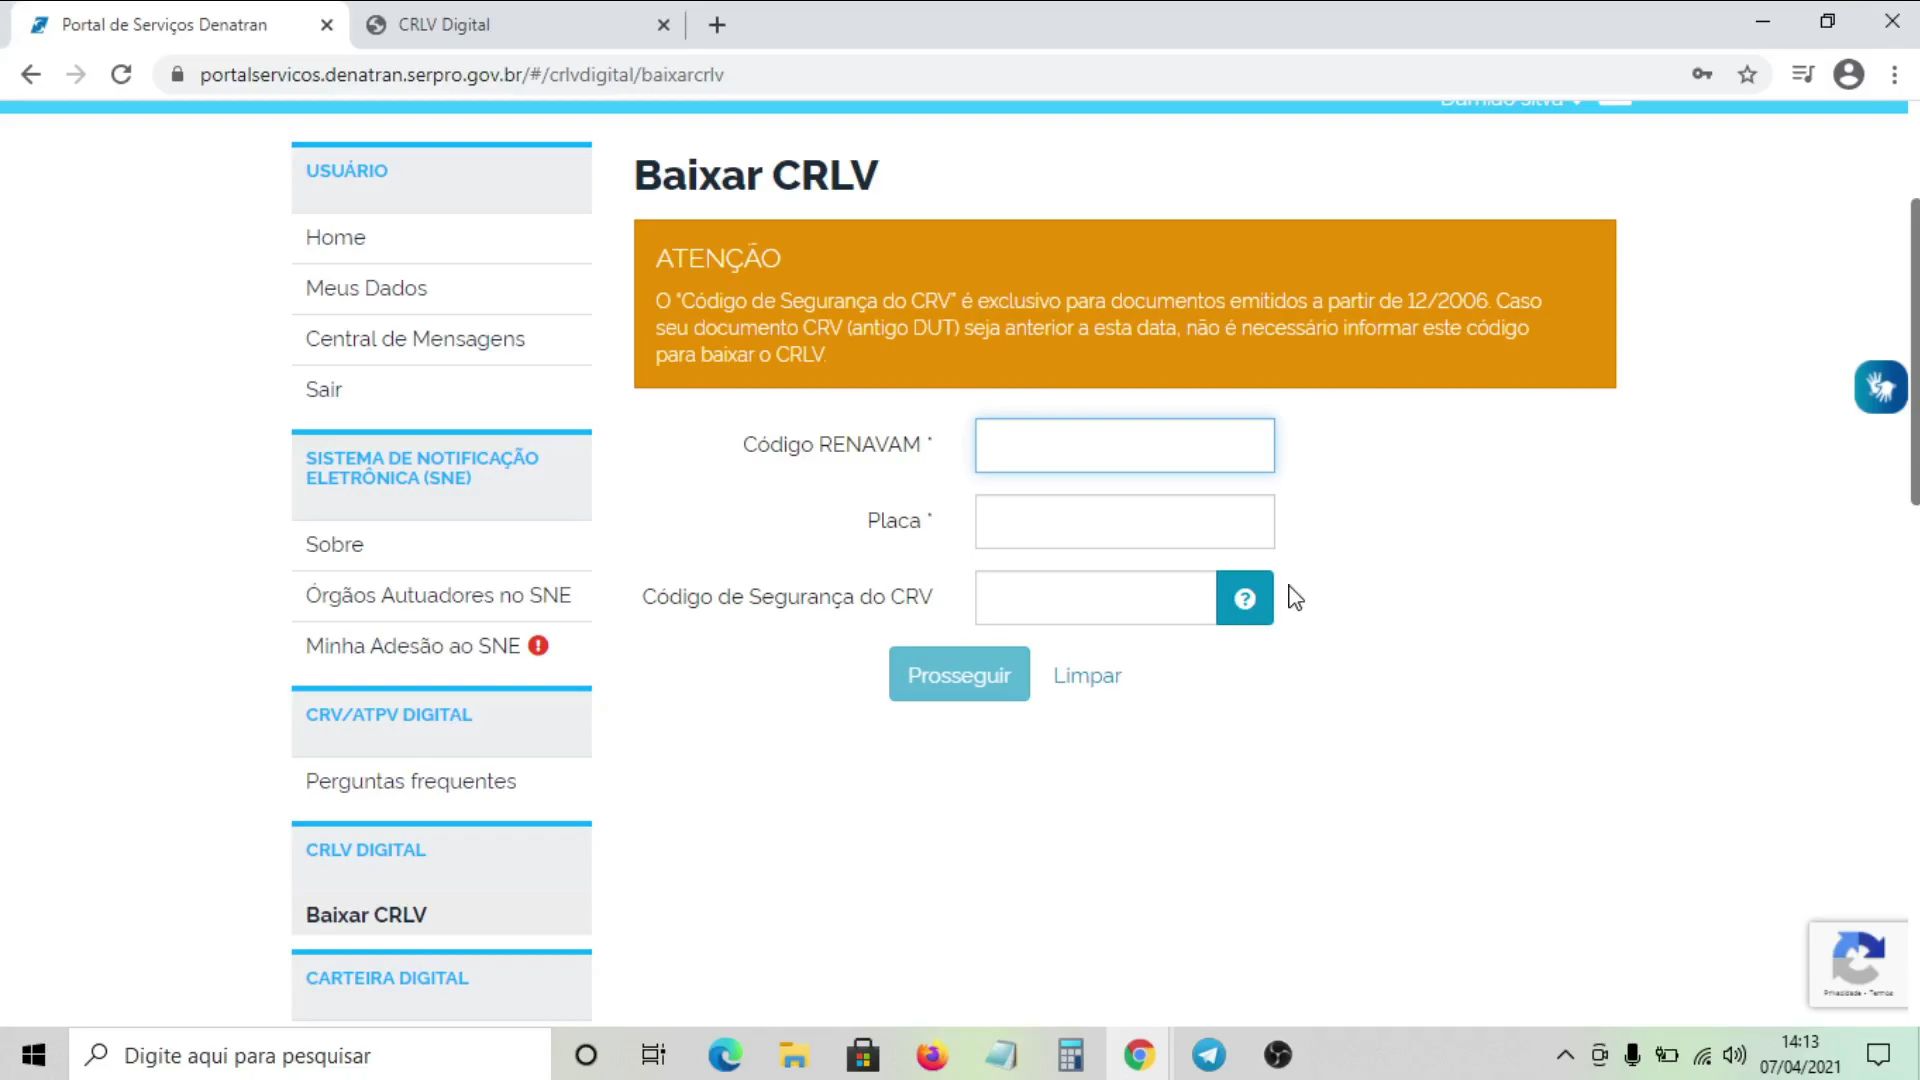 Portal de Serviços Denatran
CRLV Digital
portalservicos.denatran.serpro.gov.br/#/crlvdigital/baixarcrlv
Damião silva
USUÁRIO
Home
Meus Dados
Central de Mensagens
Sair
SISTEMA DE NOTIFICAÇÃO
ELETRÔNICA (SNE)
Sobre
Órgãos Autuadores no SNE
Minha Adesão ao SNE
CRV/ATPV DIGITAL
Perguntas frequentes
CRLV DIGITAL
Baixar CRLV
CARTEIRA DIGITAL
Baixar CRLV
ATENÇÃO
O "Código de Segurança do CRV" é exclusivo para documentos emitidos a partir de 12/2006. Caso
seu documento CRV (antigo DUT) seja anterior a esta data, não é necessário informar este código
para baixar o CRLV.
Código RENAVAM *
Placa *
Código de Segurança do CRV
?
Prosseguir
Limpar
Privacidade - Termos
Digite aqui para pesquisar
14:13
07/04/2021